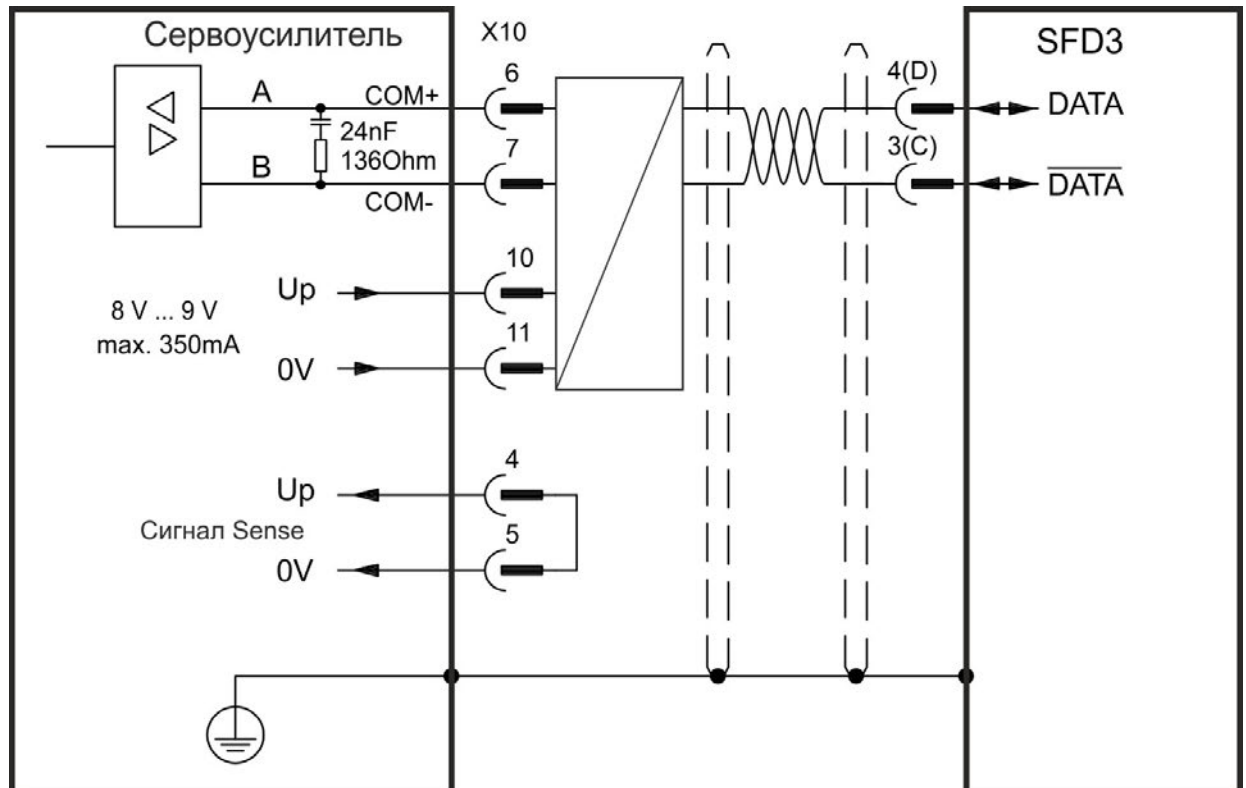 Сервоусилитель
X10
SFD3
6
4(D)
A
COM+
DATA
24nF
136Ohm
7
3(C)
B
COM-
DATA
10
Up
8 V ... 9 V
max. 350mA
11
0V
4
Up
Сигнал Sense
5
0V